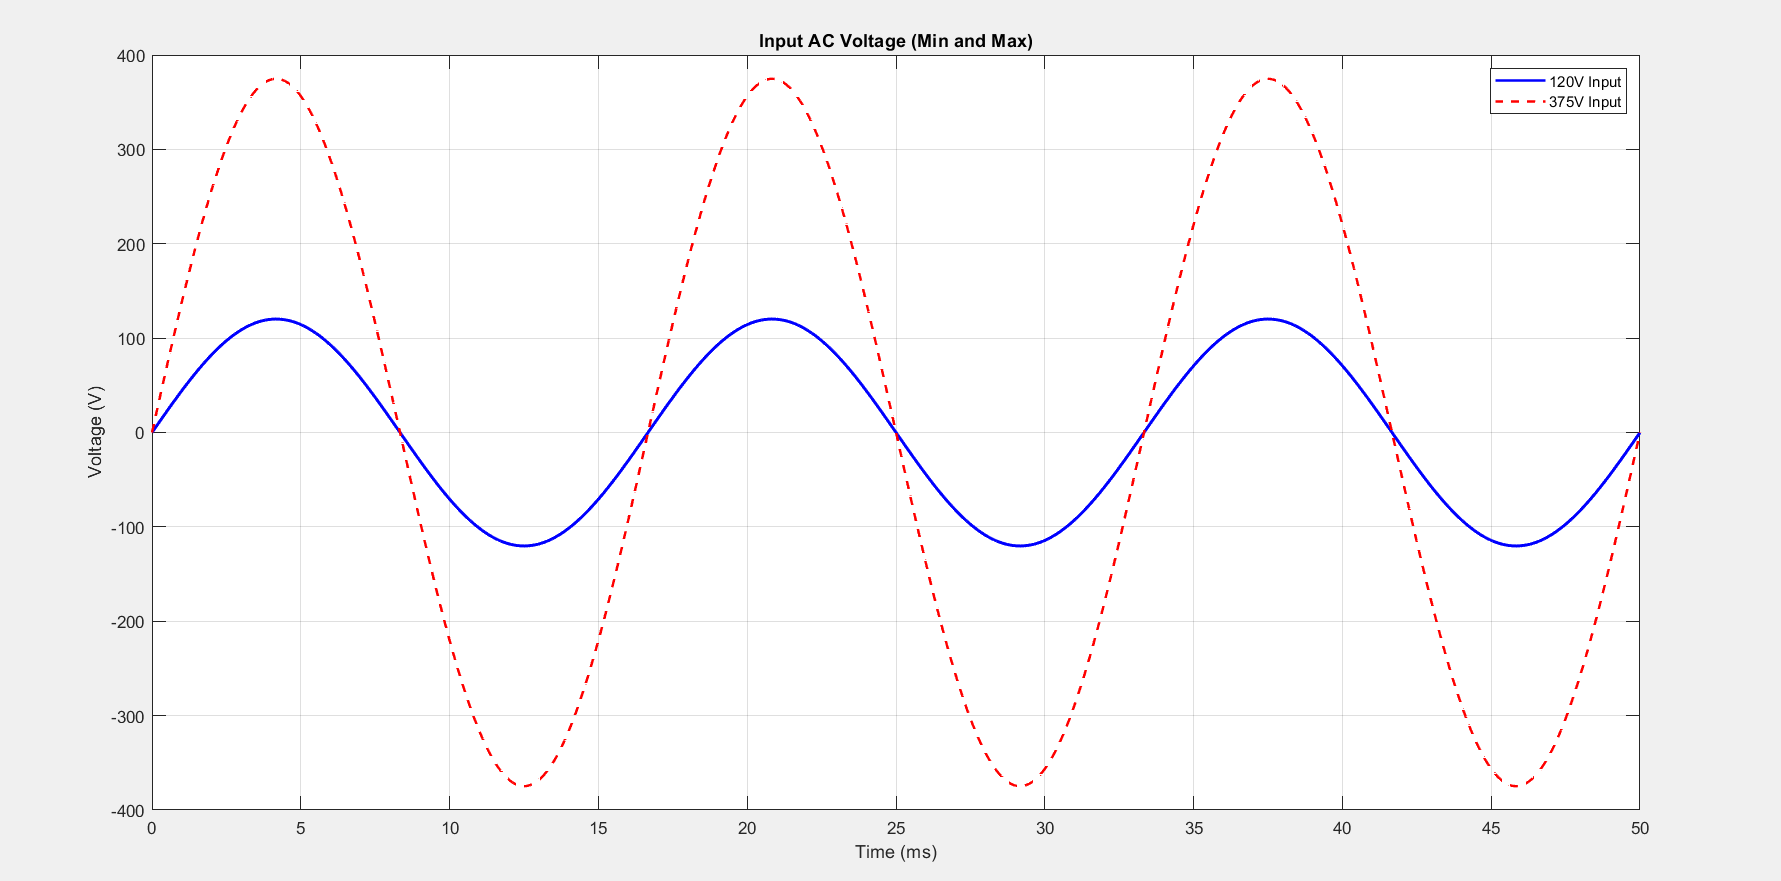 Input AC Voltage (Min and Max)
120V Input
375V Input
400
300
200
100
0
-100
-200
-300
-400
Voltage (V)
0 5 10 15 20 25 30 35 40 45 50
Time (ms)